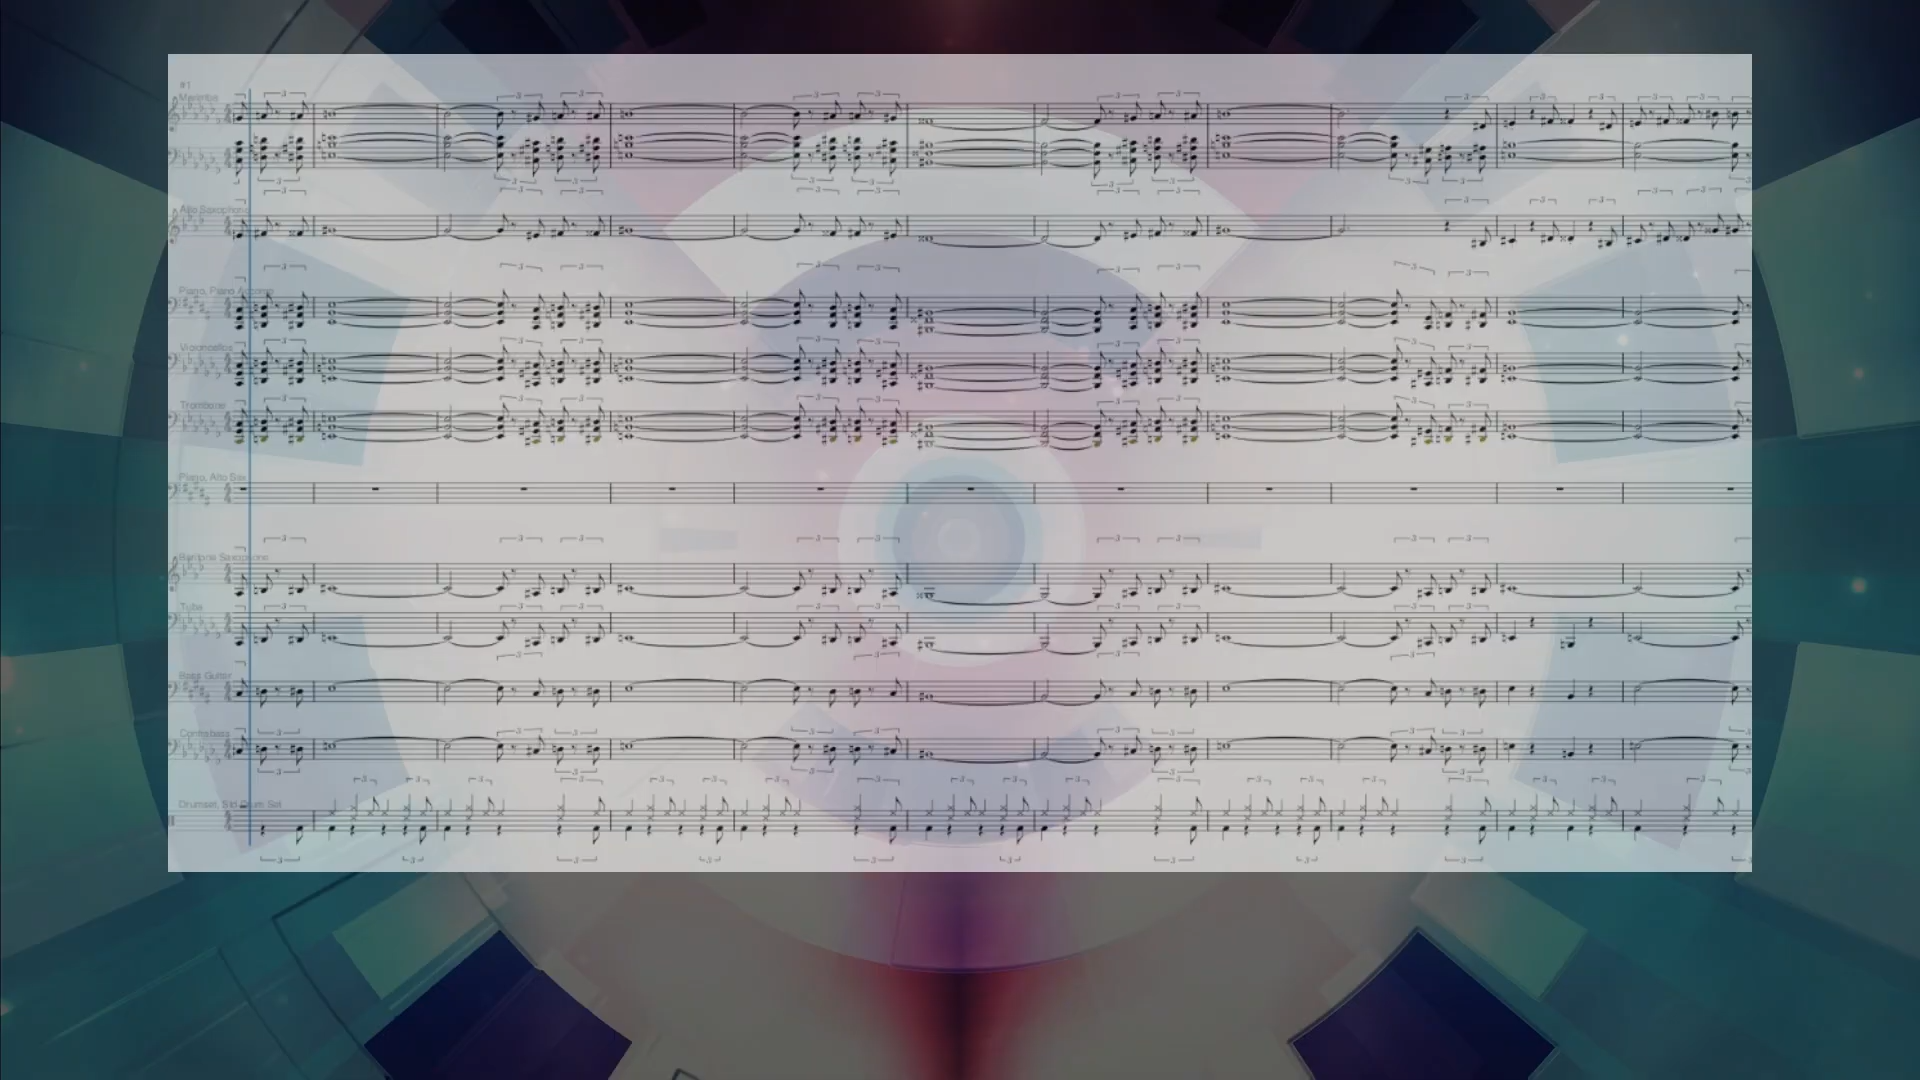 #1
Marimba
Alto Saxophone
Piano, Piano Accomp
Violoncellos
Trombone
Piano, Alto Sax
Baritone Saxophone
Tuba
Bass Guitar
Contrabass
Drumset, Std Drum Set